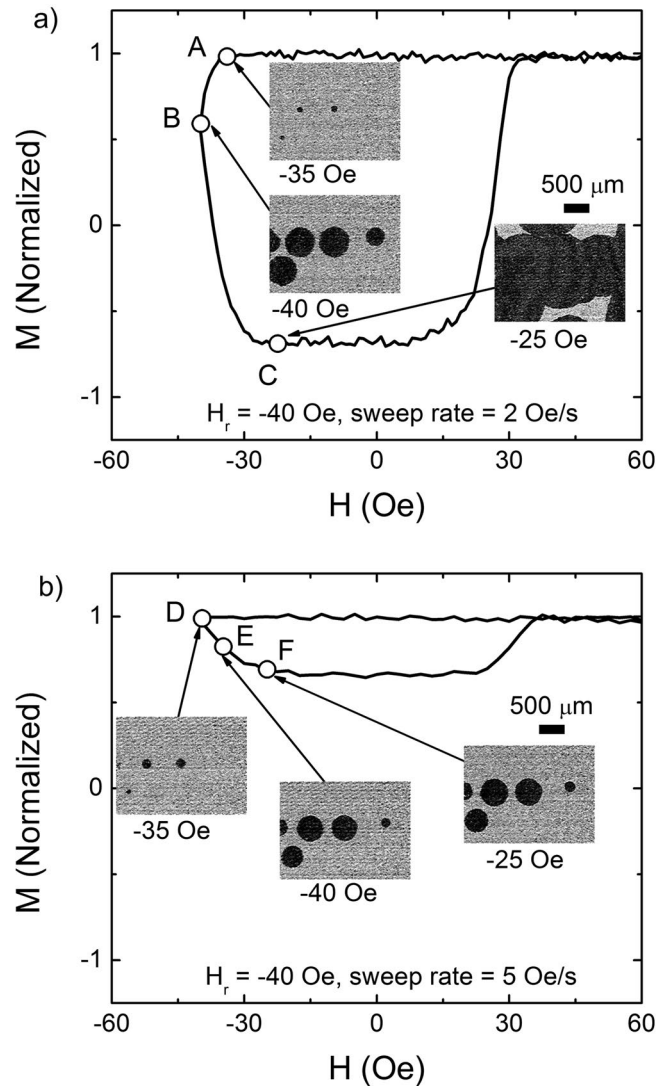 a)
1
A
B
-35 Oe
500 μm
0
-40 Oe
M (Normalized)
-25 Oe
C
-1
H_r = -40 Oe, sweep rate = 2 Oe/s
-60 -30 0 30 60
H (Oe)
b)
1
D
E
F
500 μm
0
-35 Oe
-40 Oe
-25 Oe
M (Normalized)
-1
H_r = -40 Oe, sweep rate = 5 Oe/s
-60 -30 0 30 60
H (Oe)